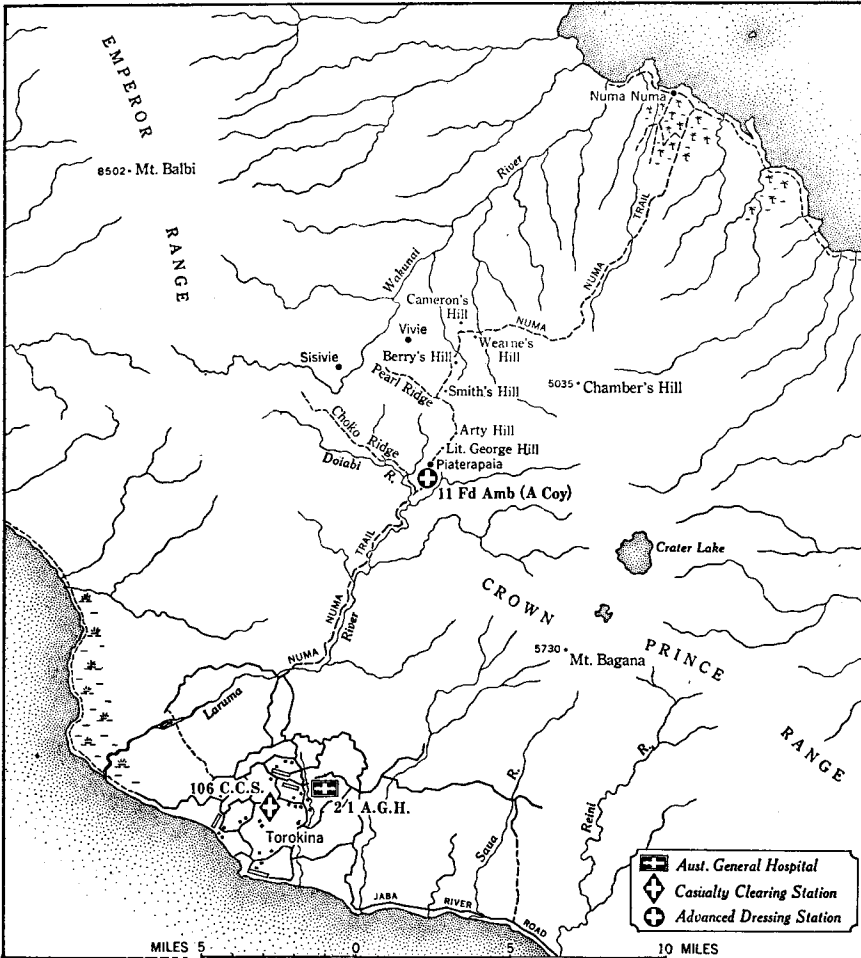 EMPEROR
8502 Mt. Balbi
RANGE
Numa Numa
River
Wakunai
TRAIL
NUMA
NUMA
Cameron's
Hill
Vivie
Wearne's
Hill
Sisivie
Berry's Hill
Pearl Ridge
Smith's Hill
5035 Chamber's Hill
Choko Ridge
Arty Hill
Lit. George Hill
Doiabi R.
Piaterapaia
11 Fd Amb (A Coy)
TRAIL
NUMA
River
NUMA
Laruma
Crater Lake
CROWN
PRINCE
RANGE
5730 Mt. Bagana
106 C.C.S.
2/1 A.G.H.
Torokina
Saua R.
Reini R.
JABA RIVER ROAD
Aust. General Hospital
Casualty Clearing Station
Advanced Dressing Station
MILES 5 0 5 10 MILES